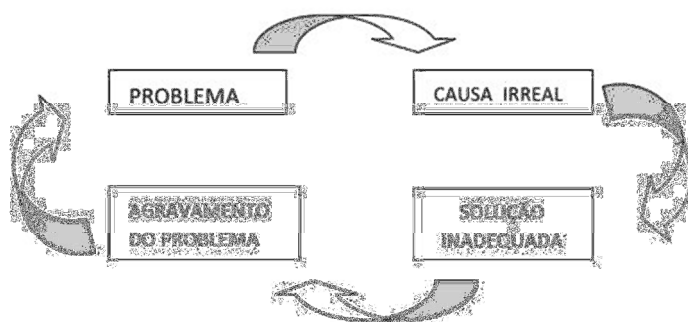 PROBLEMA
CAUSA IRREAL
AGRAVAMENTO
DO PROBLEMA
SOLUÇÃO
INADEQUADA